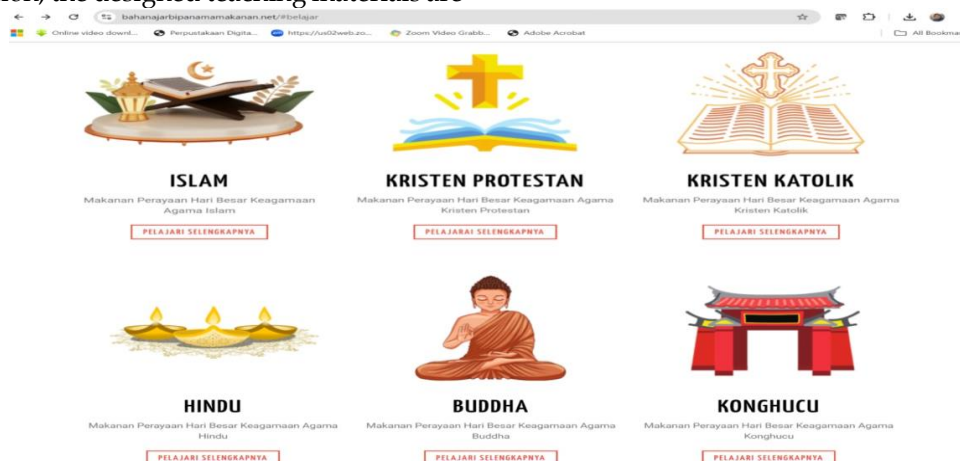 ion, the designed teaching materials are
bahanajarbipanamamakanan.net/#belajar
Online video downl... Perpustakaan Digita... https://us02web.zo... Zoom Video Grabb... Adobe Acrobat All Bookma
ISLAM
Makanan Perayaan Hari Besar Keagamaan
Agama Islam
PELAJARI SELENGKAPNYA
KRISTEN PROTESTAN
Makanan Perayaan Hari Besar Keagamaan Agama
Kristen Protestan
PELAJARAI SELENGKAPNYA
KRISTEN KATOLIK
Makanan Perayaan Hari Besar Keagamaan Agama
Kristen Katolik
PELAJARI SELENGKAPNYA
HINDU
Makanan Perayaan Hari Besar Keagamaan Agama
Hindu
PELAJARI SELENGKAPNYA
BUDDHA
Makanan Perayaan Hari Besar Keagamaan Agama
Buddha
PELAJARI SELENGKAPNYA
KONGHUCU
Makanan Perayaan Hari Besar Keagamaan Agama
Konghucu
PELAJARI SELENGKAPNYA